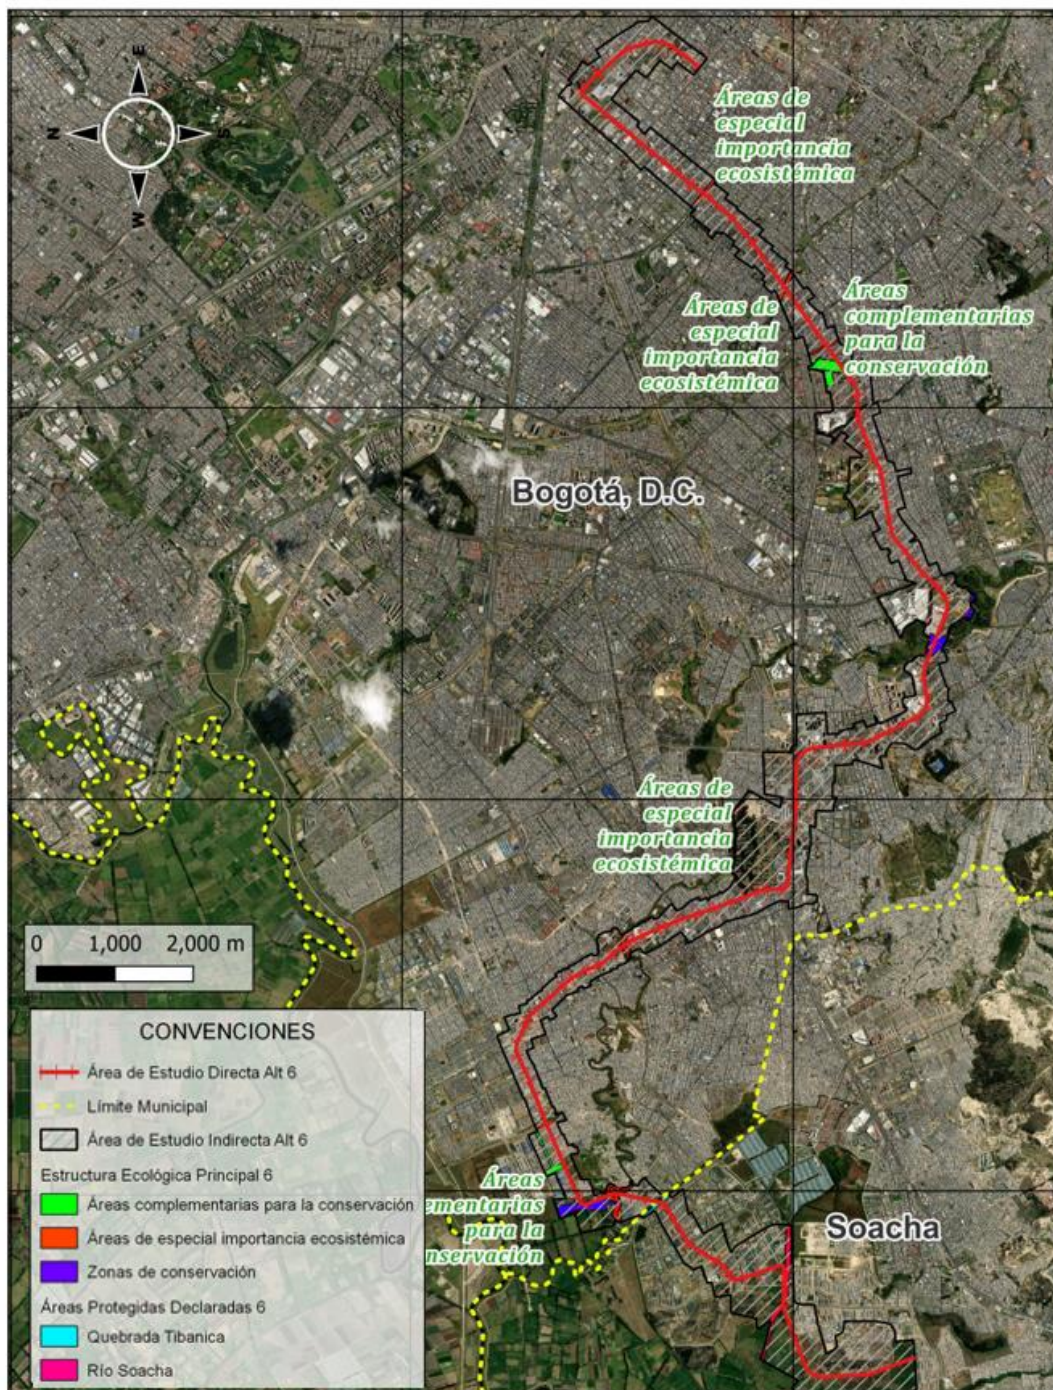 E
N
S
W
Áreas de
especial
importancia
ecosistémica
Áreas de
especial
importancia
ecosistémica
Áreas
complementarias
para la
conservación
Bogotá, D.C.
Áreas de
especial
importancia
ecosistémica
0 1,000 2,000 m
CONVENCIONES
Área de Estudio Directa Alt 6
Límite Municipal
Área de Estudio Indirecta Alt 6
Estructura Ecológica Principal 6
Áreas complementarias para la conservación
Áreas de especial importancia ecosistémica
Zonas de conservación
Áreas Protegidas Declaradas 6
Quebrada Tibanica
Río Soacha
Áreas
ementarias
para la
nservación
Soacha